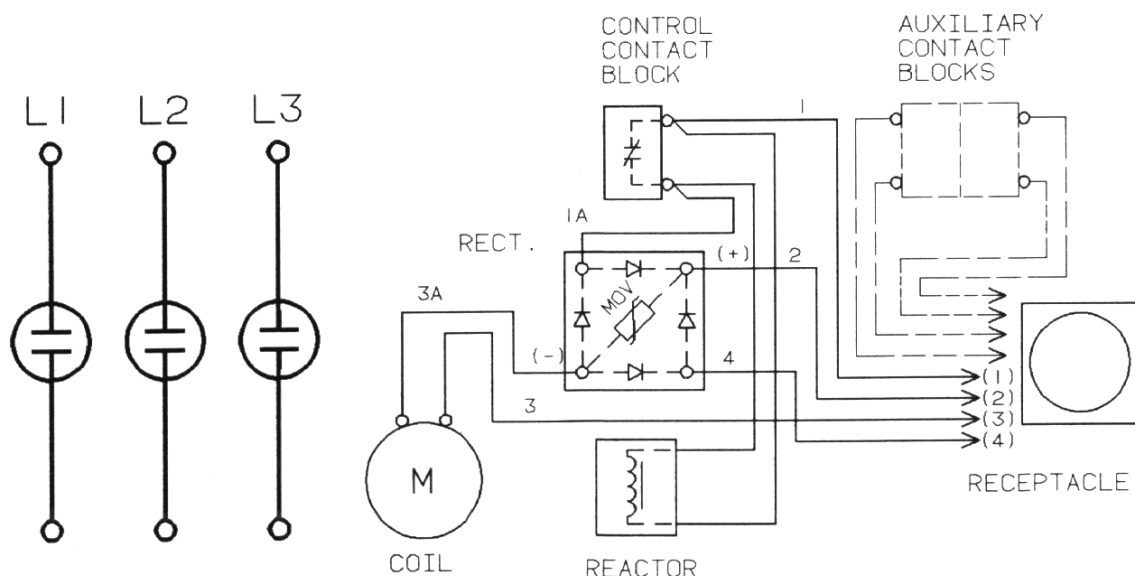 L1 L2 L3
CONTROL
CONTACT
BLOCK
AUXILIARY
CONTACT
BLOCKS
1
1A
RECT.
(+)
2
MOV
3A
(-)
4
3
(1)
(2)
(3)
(4)
M
COIL
REACTOR
RECEPTACLE